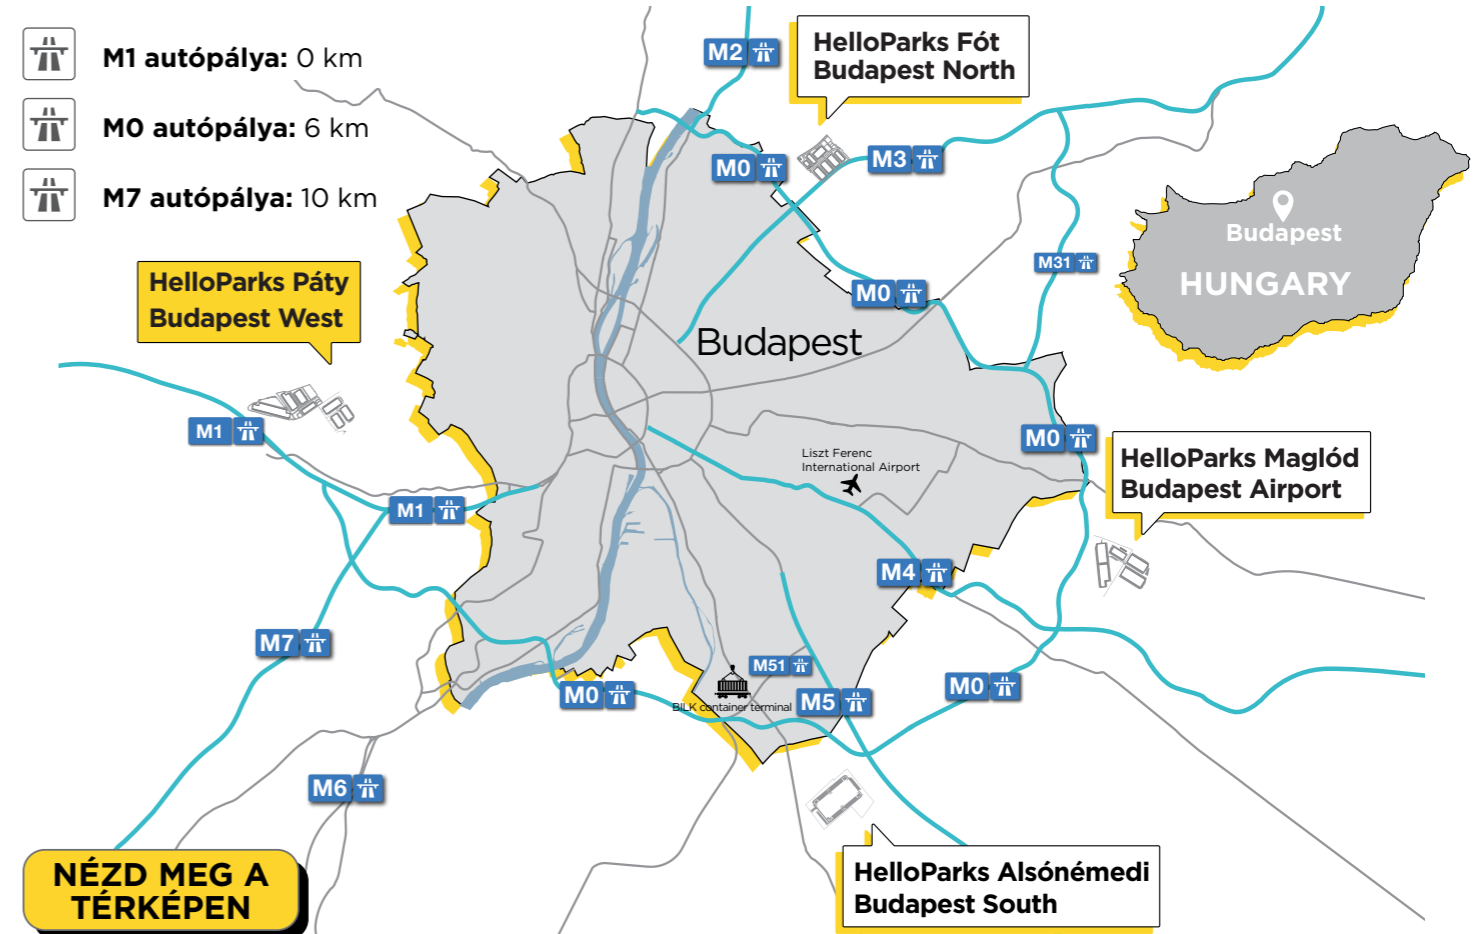 M1 autópálya: 0 km
M0 autópálya: 6 km
M7 autópálya: 10 km
M2
HelloParks Fót
Budapest North
M0
M3
M31
M0
Budapest
HUNGARY
HelloParks Páty
Budapest West
Budapest
M1
M0
Liszt Ferenc
International Airport
HelloParks Maglód
Budapest Airport
M1
M4
M7
M51
M0
M0
M5
BILK container terminal
M6
NÉZD MEG A
TÉRKÉPEN
HelloParks Alsónémedi
Budapest South